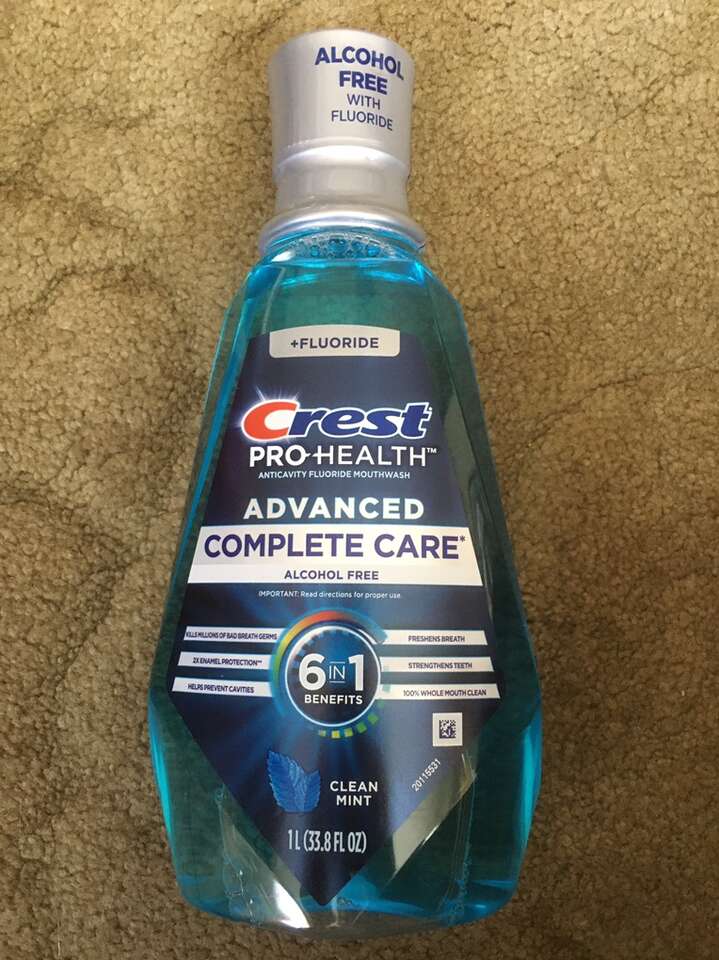 ALCOHOL
FREE
WITH
FLUORIDE
+FLUORIDE
Crest
PRO-HEALTH™
ANTICAVITY FLUORIDE MOUTHWASH
ADVANCED
COMPLETE CARE*
ALCOHOL FREE
IMPORTANT: Read directions for proper use.
KILLS MILLIONS OF BAD BREATH GERMS
2X ENAMEL PROTECTION**
HELPS PREVENT CAVITIES
6 IN 1
BENEFITS
FRESHENS BREATH
STRENGTHENS TEETH
100% WHOLE MOUTH CLEAN
20115531
CLEAN
MINT
1 L (33.8 FL OZ)